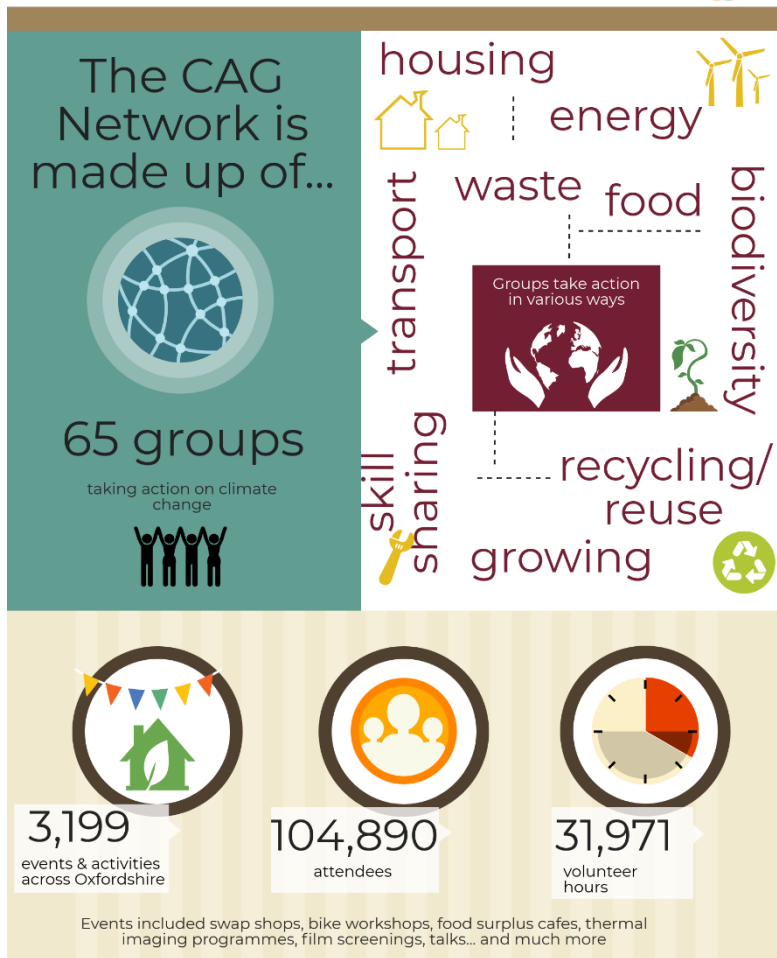 The CAG
Network is
made up of...
65 groups
taking action on climate
change
housing
energy
waste
food
transport
biodiversity
Groups take action
in various ways
skill
sharing
recycling/
reuse
growing
3,199
events & activities
across Oxfordshire
104,890
attendees
31,971
volunteer
hours
Events included swap shops, bike workshops, food surplus cafes, thermal
imaging programmes, film screenings, talks... and much more